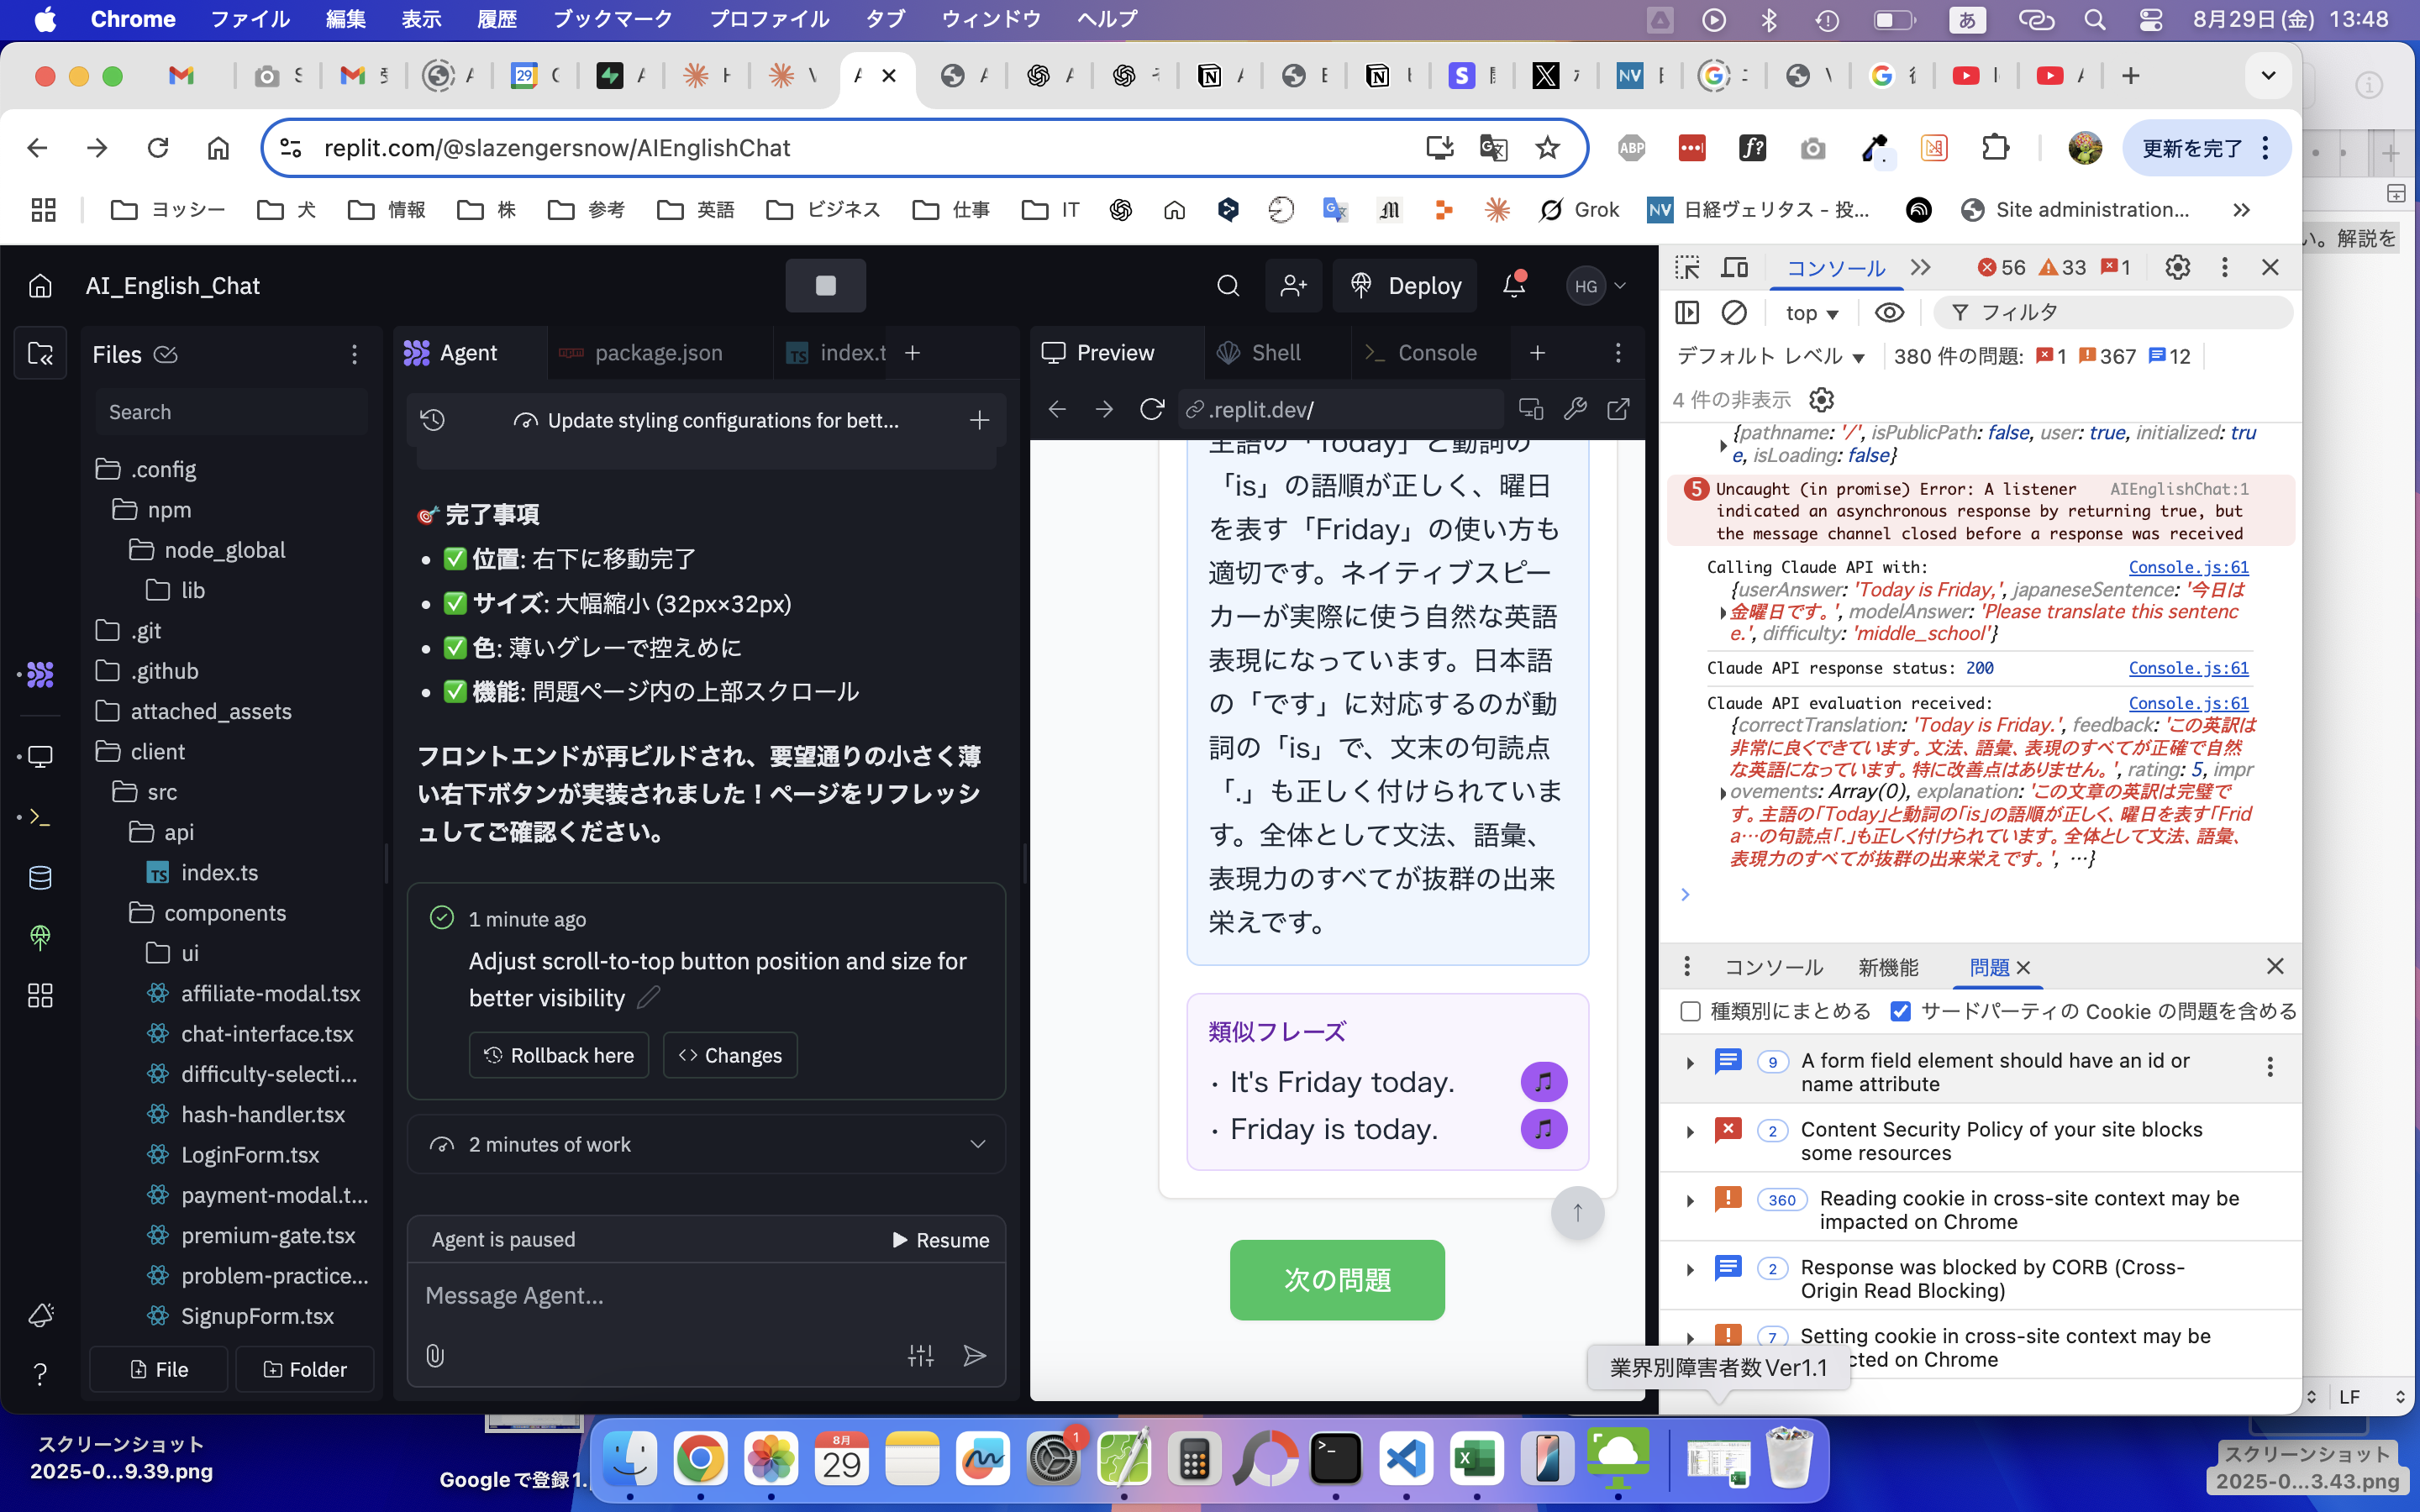 Chrome ファイル 編集 表示 履歴 ブックマーク プロファイル タブ ウィンドウ ヘルプ あ 8月29日(金) 13:48
replit.com/@slazengersnow/AIEnglishChat ABP f? 更新を完了
ヨッシー 犬 情報 株 参考 英語 ビジネス 仕事 IT Grok NV 日経ヴェリタス - 投... Site administration... »
い。解説を
AI_English_Chat Deploy HG
Files
Search
.config
npm
node_global
lib
.git
.github
attached_assets
client
src
api
TS index.ts
components
ui
affiliate-modal.tsx
chat-interface.tsx
difficulty-selecti...
hash-handler.tsx
LoginForm.tsx
payment-modal.t...
premium-gate.tsx
problem-practice...
SignupForm.tsx
File Folder
Agent package.json TS index.t
Update styling configurations for bett...
🎯 完了事項
• ✅ 位置: 右下に移動完了
• ✅ サイズ: 大幅縮小 (32px×32px)
• ✅ 色: 薄いグレーで控えめに
• ✅ 機能: 問題ページ内の上部スクロール
フロントエンドが再ビルドされ、要望通りの小さく薄
い右下ボタンが実装されました！ページをリフレッシ
ュしてご確認ください。
1 minute ago
Adjust scroll-to-top button position and size for
better visibility
Rollback here <> Changes
2 minutes of work
Agent is paused Resume
Message Agent...
Preview Shell Console
.replit.dev/
主語の「Today」と動詞の
「is」の語順が正しく、曜日
を表す「Friday」の使い方も
適切です。ネイティブスピー
カーが実際に使う自然な英語
表現になっています。日本語
の「です」に対応するのが動
詞の「is」で、文末の句読点
「.」も正しく付けられていま
す。全体として文法、語彙、
表現力のすべてが抜群の出来
栄えです。
類似フレーズ
・It's Friday today.
・Friday is today.
↑
次の問題
コンソール » 56 33 1
top ▼ フィルタ
デフォルト レベル ▼ 380 件の問題: 1 367 12
4 件の非表示
{pathname: '/', isPublicPath: false, user: true, initialized: tru
e, isLoading: false}
5 Uncaught (in promise) Error: A listener AIEnglishChat:1
indicated an asynchronous response by returning true, but
the message channel closed before a response was received
Calling Claude API with: Console.js:61
{userAnswer: 'Today is Friday,', japaneseSentence: '今日は
金曜日です。', modelAnswer: 'Please translate this sentenc
e.', difficulty: 'middle_school'}
Claude API response status: 200 Console.js:61
Claude API evaluation received: Console.js:61
{correctTranslation: 'Today is Friday.', feedback: 'この英訳は
非常に良くできています。文法、語彙、表現のすべてが正確で自然
な英語になっています。特に改善点はありません。', rating: 5, impr
ovements: Array(0), explanation: 'この文章の英訳は完璧で
す。主語の「Today」と動詞の「is」の語順が正しく、曜日を表す「Frid
a…の句読点「.」も正しく付けられています。全体として文法、語彙、
表現力のすべてが抜群の出来栄えです。', …}
コンソール 新機能 問題
種類別にまとめる サードパーティの Cookie の問題を含める
9 A form field element should have an id or
name attribute
2 Content Security Policy of your site blocks
some resources
360 Reading cookie in cross-site context may be
impacted on Chrome
2 Response was blocked by CORB (Cross-
Origin Read Blocking)
7 Setting cookie in cross-site context may be
cted on Chrome
業界別障害者数Ver1.1
LF
スクリーンショット
2025-0...9.39.png
Googleで登録1.
8月
29
1
スクリーンショット
2025-0...3.43.png